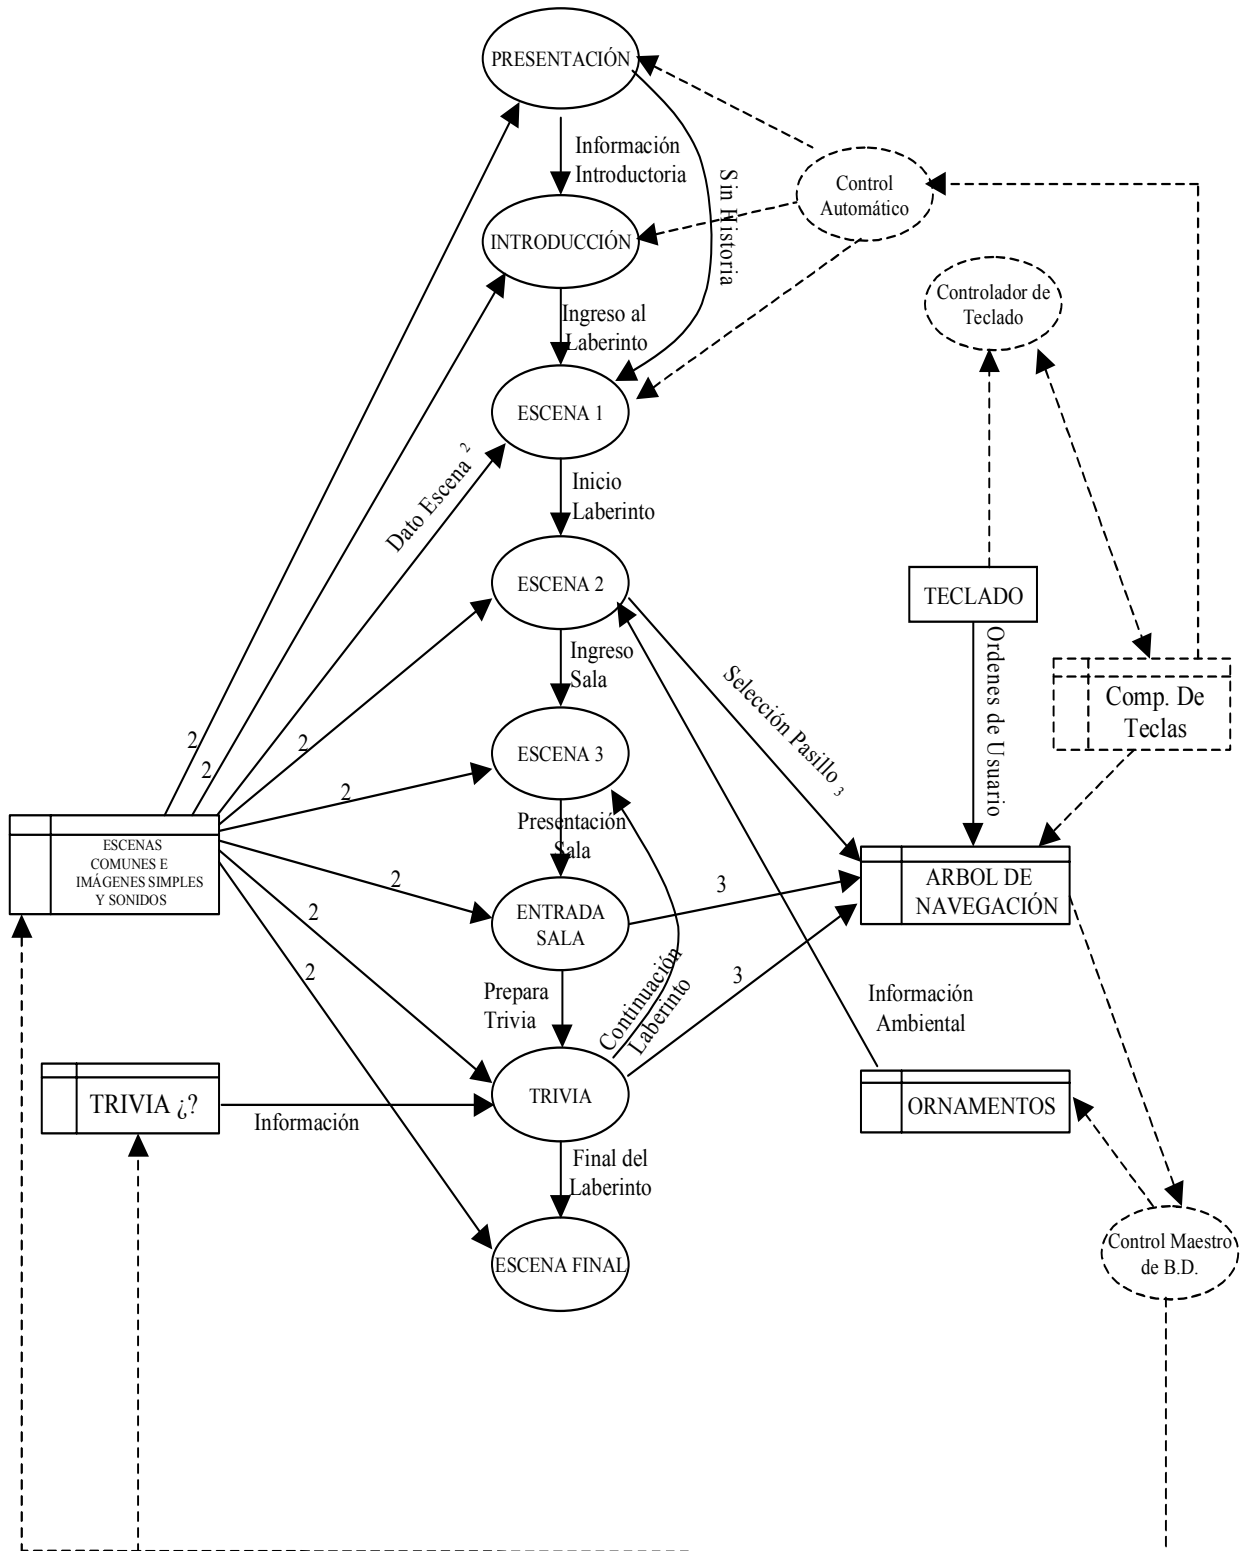 PRESENTACIÓN
Información
Introductoria
Sin Historia
Control
Automático
INTRODUCCIÓN
Controlador de
Teclado
Ingreso al
Laberinto
ESCENA 1
Dato Escena 2
Inicio
Laberinto
ESCENA 2
TECLADO
Ordenes de Usuario
Ingreso
Sala
Selección Pasillo 3
Comp. De
Teclas
2
2
2
ESCENA 3
2
Presentación
Sala
ESCENAS
COMUNES E
IMÁGENES SIMPLES
Y SONIDOS
2
ENTRADA
SALA
3
ARBOL DE
NAVEGACIÓN
2
2
3
Continuación
Laberinto
Prepara
Trivia
Información
Ambiental
TRIVIA ¿?
Información
TRIVIA
ORNAMENTOS
Final del
Laberinto
ESCENA FINAL
Control Maestro
de B.D.